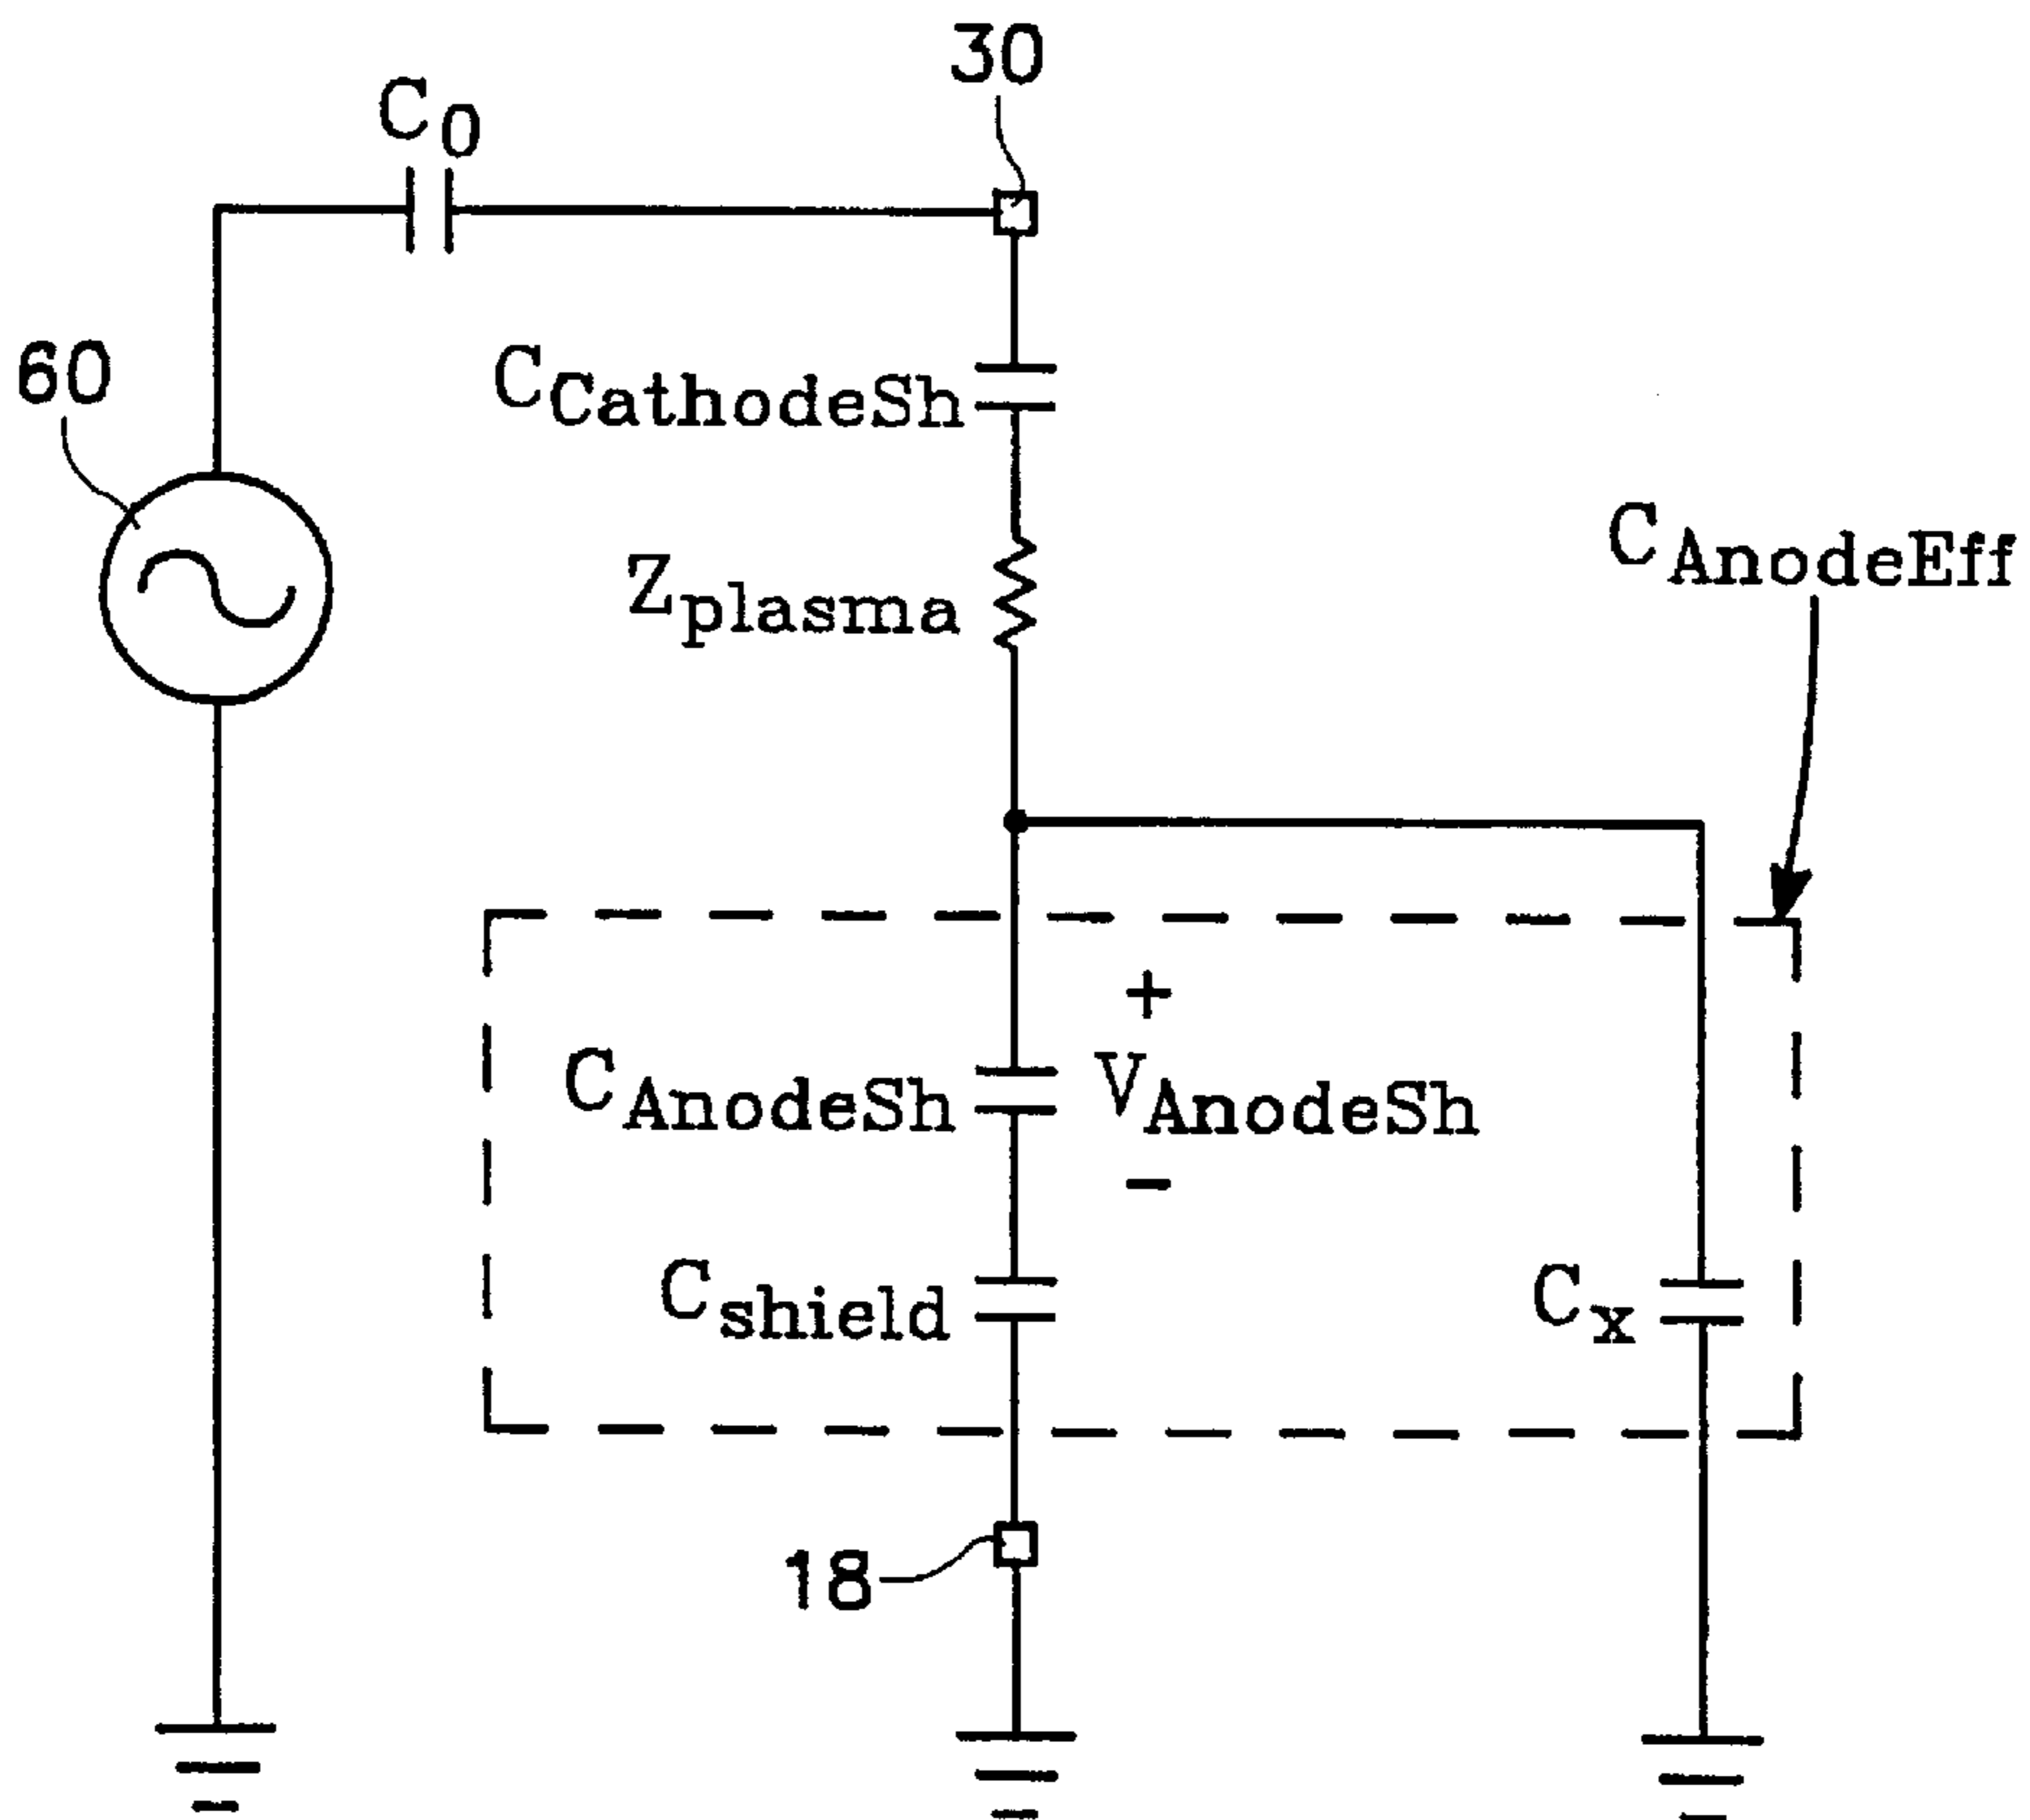 30
C0
60
CCathodeSh
Zplasma
CAnodeEff
+
CAnodeSh
VAnodeSh
−
Cshield
Cx
18